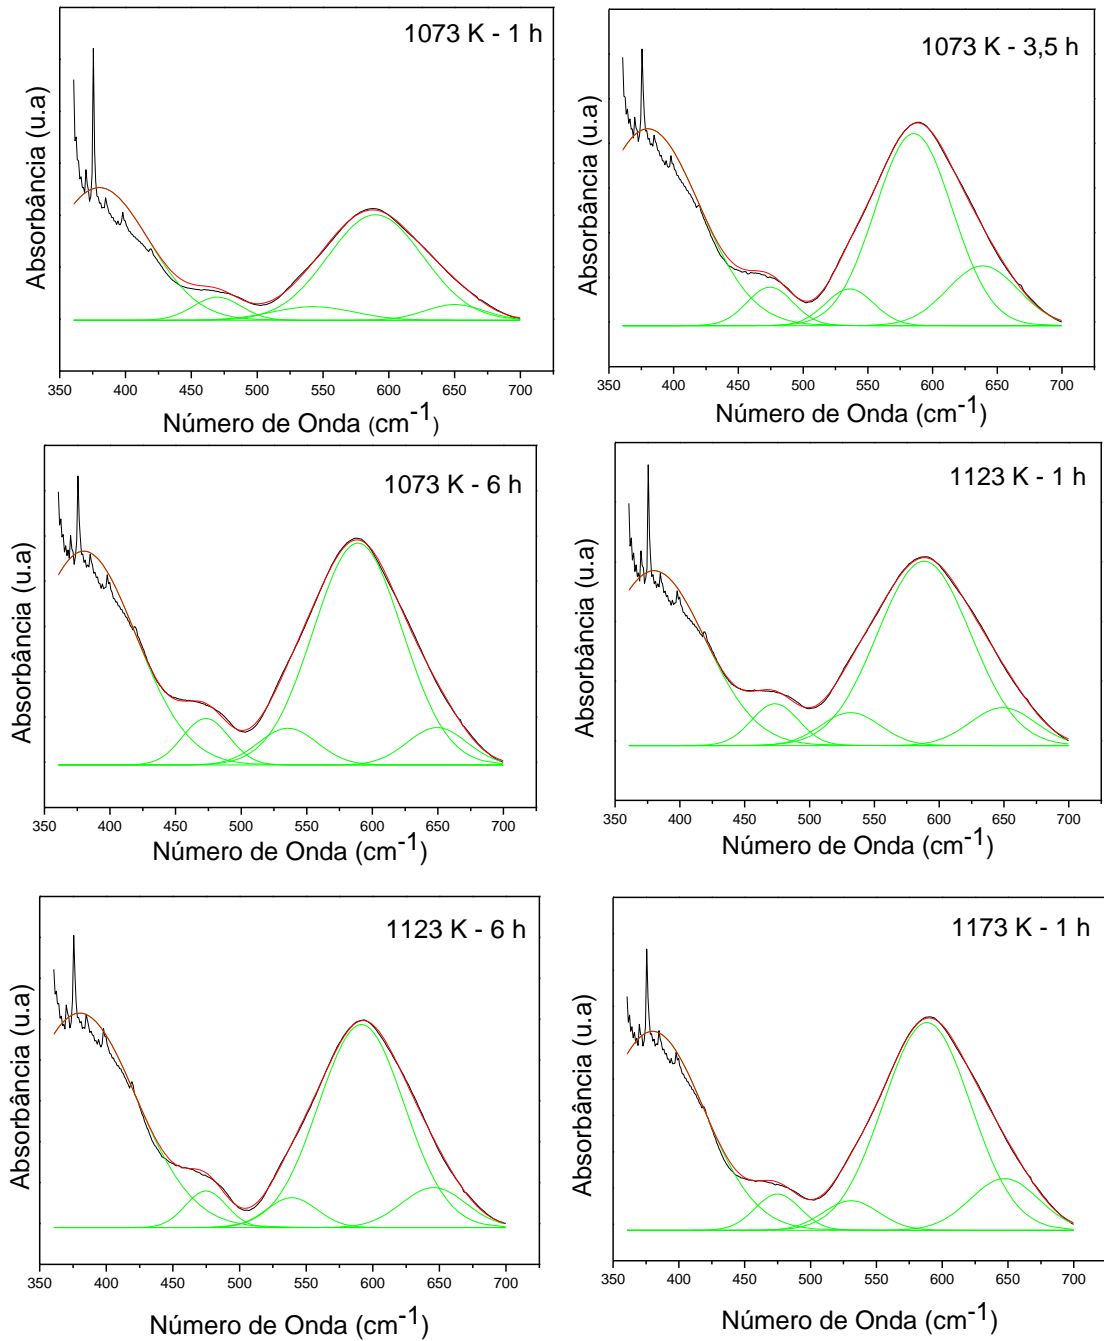 1073 K - 1 h
Absorbância (u.a)
350 400 450 500 550 600 650 700
Número de Onda (cm-1)
1073 K - 3,5 h
Absorbância (u.a)
350 400 450 500 550 600 650 700
Número de Onda (cm-1)
1073 K - 6 h
Absorbância (u.a)
350 400 450 500 550 600 650 700
Número de Onda (cm-1)
1123 K - 1 h
Absorbância (u.a)
350 400 450 500 550 600 650 700
Número de Onda (cm-1)
1123 K - 6 h
Absorbância (u.a)
350 400 450 500 550 600 650 700
Número de Onda (cm-1)
1173 K - 1 h
Absorbância (u.a)
350 400 450 500 550 600 650 700
Número de Onda (cm-1)